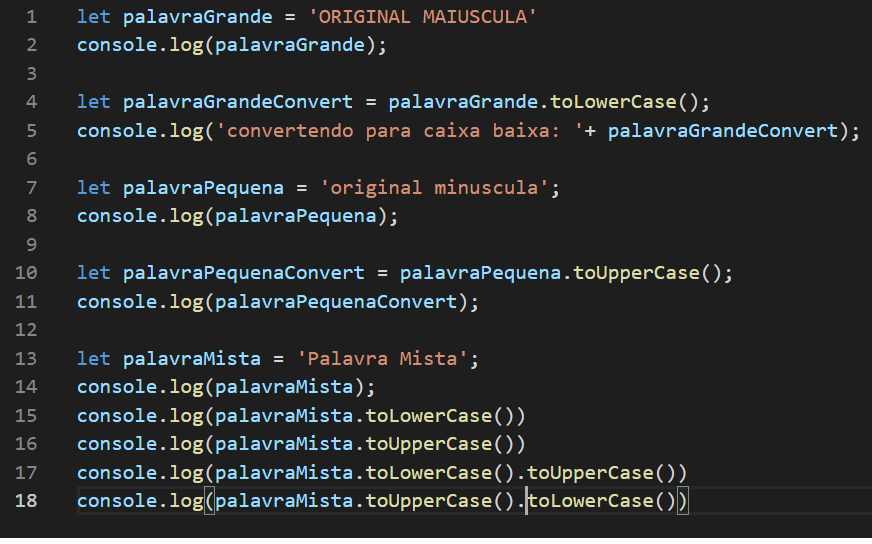 1 let palavraGrande = 'ORIGINAL MAIUSCULA'
2 console.log(palavraGrande);
3
4 let palavraGrandeConvert = palavraGrande.toLowerCase();
5 console.log('convertendo para caixa baixa: '+ palavraGrandeConvert);
6
7 let palavraPequena = 'original minuscula';
8 console.log(palavraPequena);
9
10 let palavraPequenaConvert = palavraPequena.toUpperCase();
11 console.log(palavraPequenaConvert);
12
13 let palavraMista = 'Palavra Mista';
14 console.log(palavraMista);
15 console.log(palavraMista.toLowerCase())
16 console.log(palavraMista.toUpperCase())
17 console.log(palavraMista.toLowerCase().toUpperCase())
18 console.log(palavraMista.toUpperCase().toLowerCase())